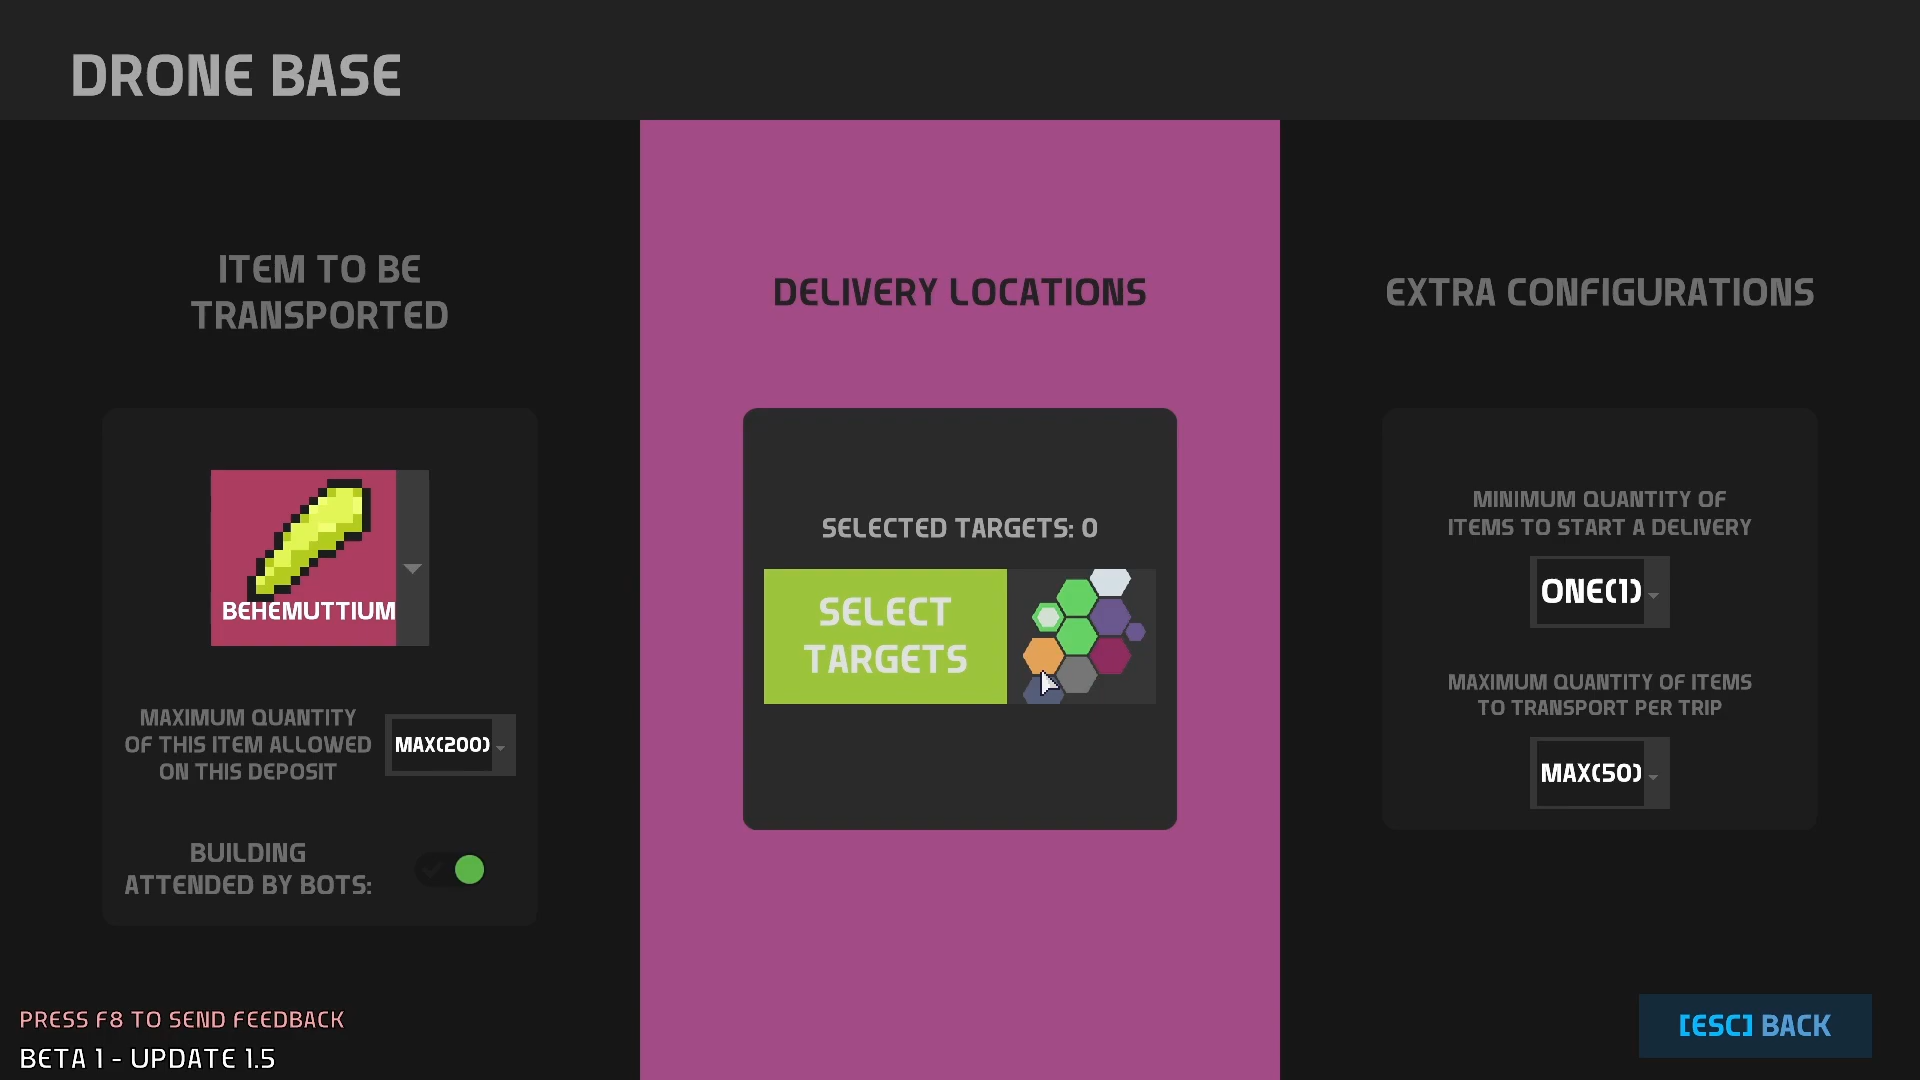 DRONE BASE
ITEM TO BE
TRANSPORTED
BEHEMUTTIUM
MAXIMUM QUANTITY
OF THIS ITEM ALLOWED
ON THIS DEPOSIT
MAX(200)
BUILDING
ATTENDED BY BOTS:
DELIVERY LOCATIONS
SELECTED TARGETS: 0
SELECT
TARGETS
EXTRA CONFIGURATIONS
MINIMUM QUANTITY OF
ITEMS TO START A DELIVERY
ONE(1)
MAXIMUM QUANTITY OF ITEMS
TO TRANSPORT PER TRIP
MAX(50)
PRESS F8 TO SEND FEEDBACK
BETA 1 - UPDATE 1.5
[ESC] BACK